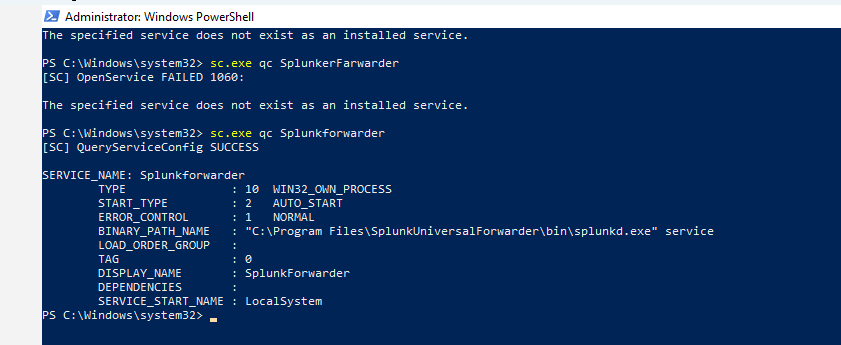 Administrator: Windows PowerShell
The specified service does not exist as an installed service.
PS C:\Windows\system32> sc.exe qc SplunkerFarwarder
[SC] OpenService FAILED 1060:
The specified service does not exist as an installed service.
PS C:\Windows\system32> sc.exe qc Splunkforwarder
[SC] QueryServiceConfig SUCCESS
SERVICE_NAME: Splunkforwarder
        TYPE               : 10  WIN32_OWN_PROCESS
        START_TYPE         : 2   AUTO_START
        ERROR_CONTROL      : 1   NORMAL
        BINARY_PATH_NAME   : "C:\Program Files\SplunkUniversalForwarder\bin\splunkd.exe" service
        LOAD_ORDER_GROUP   :
        TAG                : 0
        DISPLAY_NAME       : SplunkForwarder
        DEPENDENCIES       :
        SERVICE_START_NAME : LocalSystem
PS C:\Windows\system32>